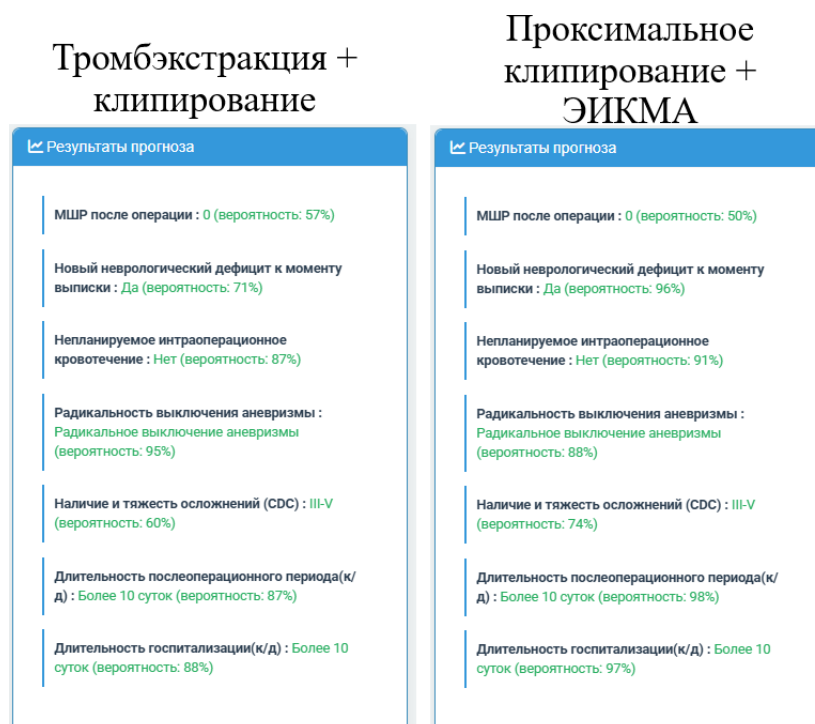 Тромбэкстракция +
клипирование
Результаты прогноза
МШР после операции : 0 (вероятность: 57%)
Новый неврологический дефицит к моменту
выписки : Да (вероятность: 71%)
Непланируемое интраоперационное
кровотечение : Нет (вероятность: 87%)
Радикальность выключения аневризмы :
Радикальное выключение аневризмы
(вероятность: 95%)
Наличие и тяжесть осложнений (CDC) : III-V
(вероятность: 60%)
Длительность послеоперационного периода(к/
д) : Более 10 суток (вероятность: 87%)
Длительность госпитализации(к/д) : Более 10
суток (вероятность: 88%)
Проксимальное
клипирование +
ЭИКМА
Результаты прогноза
МШР после операции : 0 (вероятность: 50%)
Новый неврологический дефицит к моменту
выписки : Да (вероятность: 96%)
Непланируемое интраоперационное
кровотечение : Нет (вероятность: 91%)
Радикальность выключения аневризмы :
Радикальное выключение аневризмы
(вероятность: 88%)
Наличие и тяжесть осложнений (CDC) : III-V
(вероятность: 74%)
Длительность послеоперационного периода(к/
д) : Более 10 суток (вероятность: 98%)
Длительность госпитализации(к/д) : Более 10
суток (вероятность: 97%)